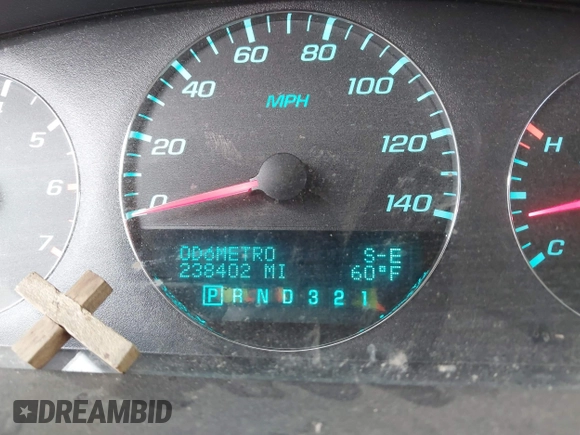 60 80
40 100
4
5 20 120 H
6 0 140
7 MPH C
ODóMETRO S-E
238402 MI 60°F
P R N D 3 2 1
DREAMBID